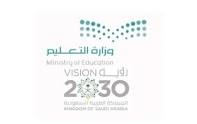 وزارة التعليم
Ministry of Education
VISION رؤية
2030
المملكة العربية السعودية
KINGDOM OF SAUDI ARABIA